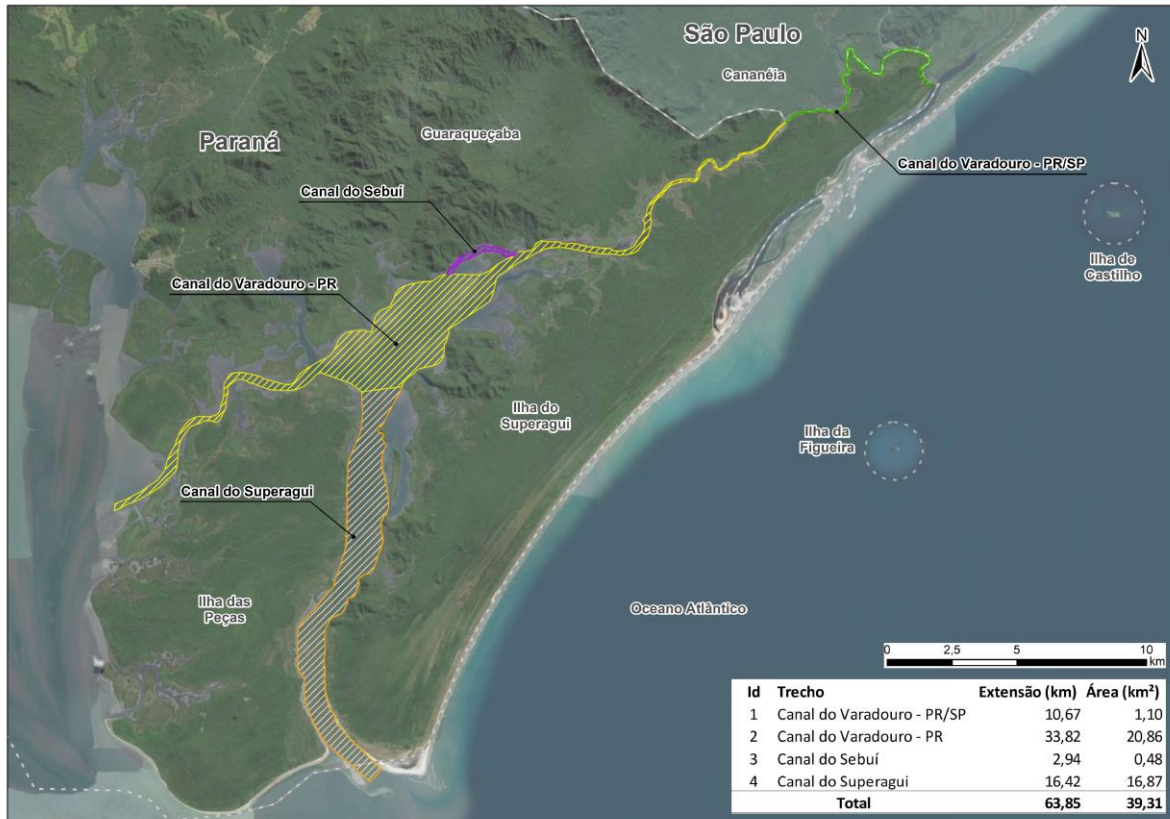 São Paulo
N
Cananéia
Guaraqueçaba
Paraná
Canal do Varadouro - PR/SP
Canal do Sebuí
Ilha de
Castilho
Canal do Varadouro - PR
Ilha do
Superagui
Ilha da
Figueira
Canal do Superagui
Ilha das
Peças
Oceano Atlântico
0 2,5 5 10
km
Id Trecho Extensão (km) Área (km²)
1 Canal do Varadouro - PR/SP 10,67 1,10
2 Canal do Varadouro - PR 33,82 20,86
3 Canal do Sebuí 2,94 0,48
4 Canal do Superagui 16,42 16,87
Total 63,85 39,31